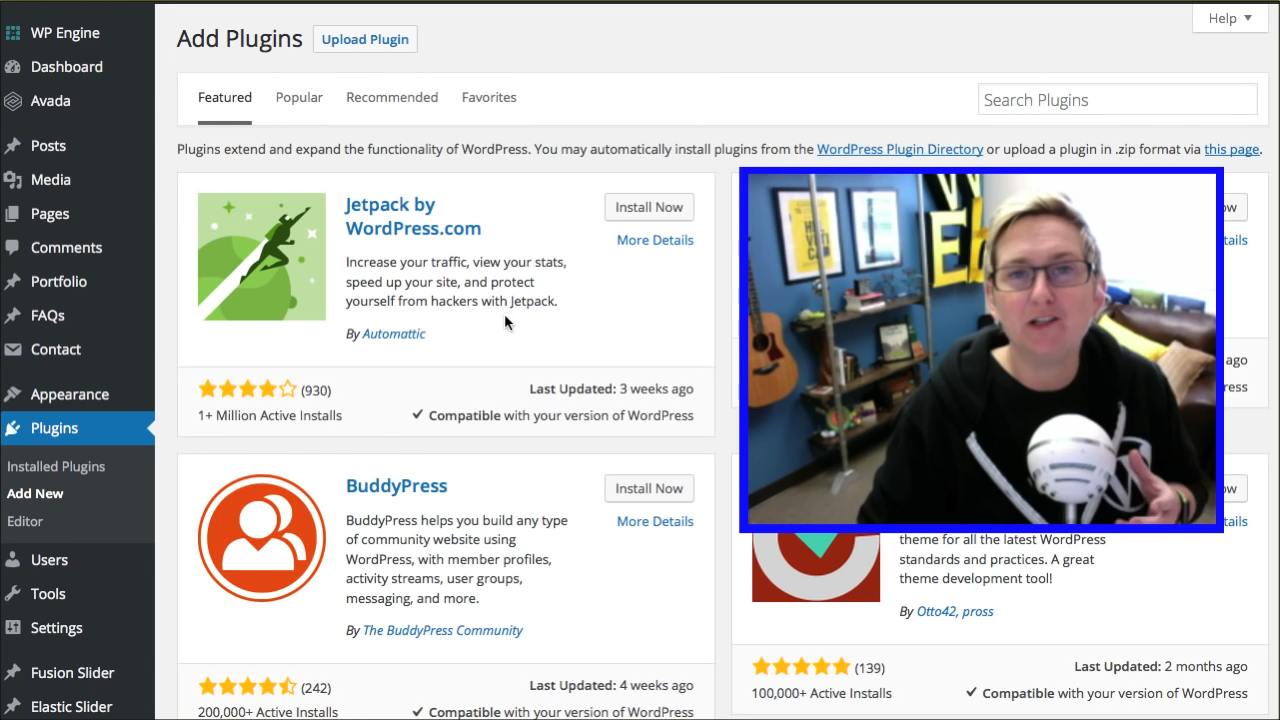 WP Engine
Dashboard
Avada
Posts
Media
Pages
Comments
Portfolio
FAQs
Contact
Appearance
Plugins
Installed Plugins
Add New
Editor
Users
Tools
Settings
Fusion Slider
Elastic Slider
Help
Add Plugins
Upload Plugin
Featured Popular Recommended Favorites
Search Plugins
Plugins extend and expand the functionality of WordPress. You may automatically install plugins from the WordPress Plugin Directory or upload a plugin in .zip format via this page.
Jetpack by
WordPress.com
Install Now
More Details
Increase your traffic, view your stats,
speed up your site, and protect
yourself from hackers with Jetpack.
By Automattic
(930)
Last Updated: 3 weeks ago
1+ Million Active Installs
Compatible with your version of WordPress
ago
BuddyPress
Install Now
More Details
BuddyPress helps you build any type
of community website using
WordPress, with member profiles,
activity streams, user groups,
messaging, and more.
By The BuddyPress Community
(242)
Last Updated: 4 weeks ago
200,000+ Active Installs
Compatible with your version of WordPress
theme for all the latest WordPress
standards and practices. A great
theme development tool!
By Otto42, pross
(139)
Last Updated: 2 months ago
100,000+ Active Installs
Compatible with your version of WordPress